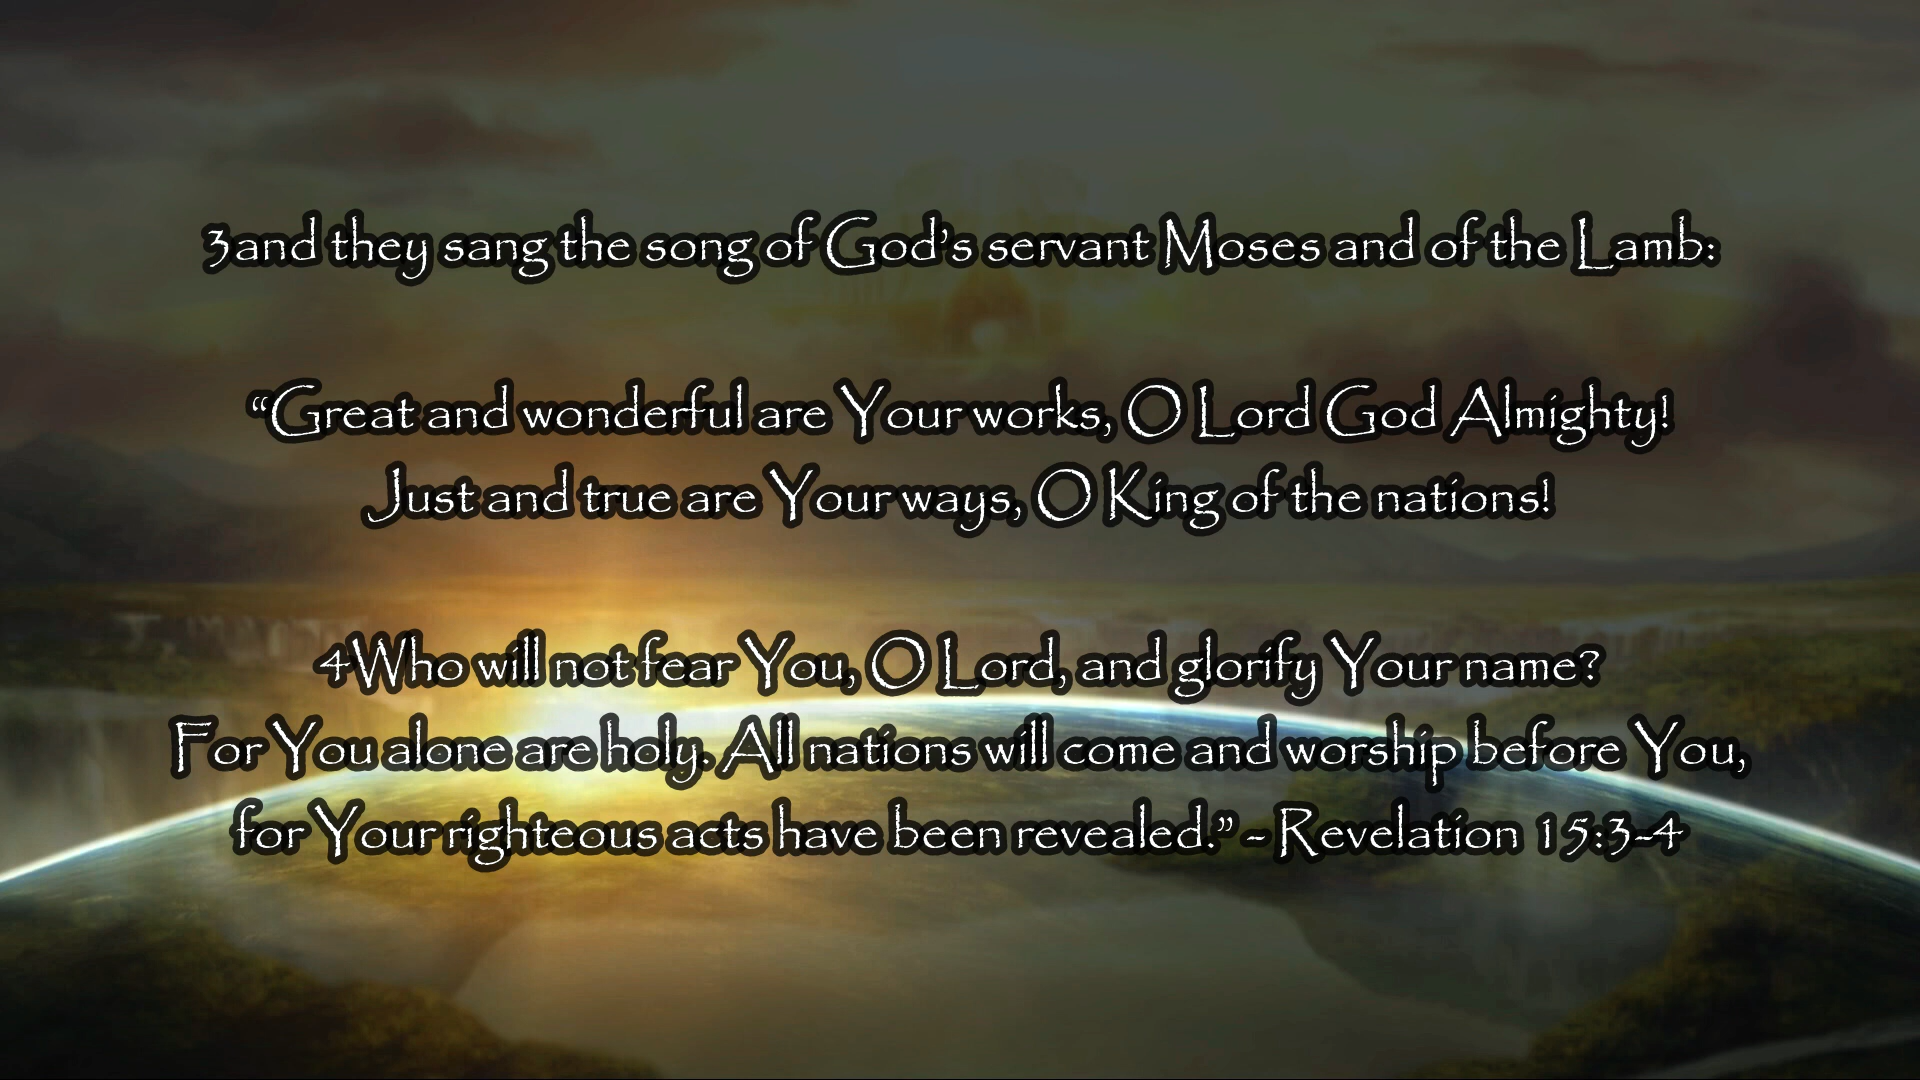 3and they sang the song of God’s servant Moses and of the Lamb:
“Great and wonderful are Your works, O Lord God Almighty!
Just and true are Your ways, O King of the nations!
4Who will not fear You, O Lord, and glorify Your name?
For You alone are holy. All nations will come and worship before You,
for Your righteous acts have been revealed.” - Revelation 15:3-4